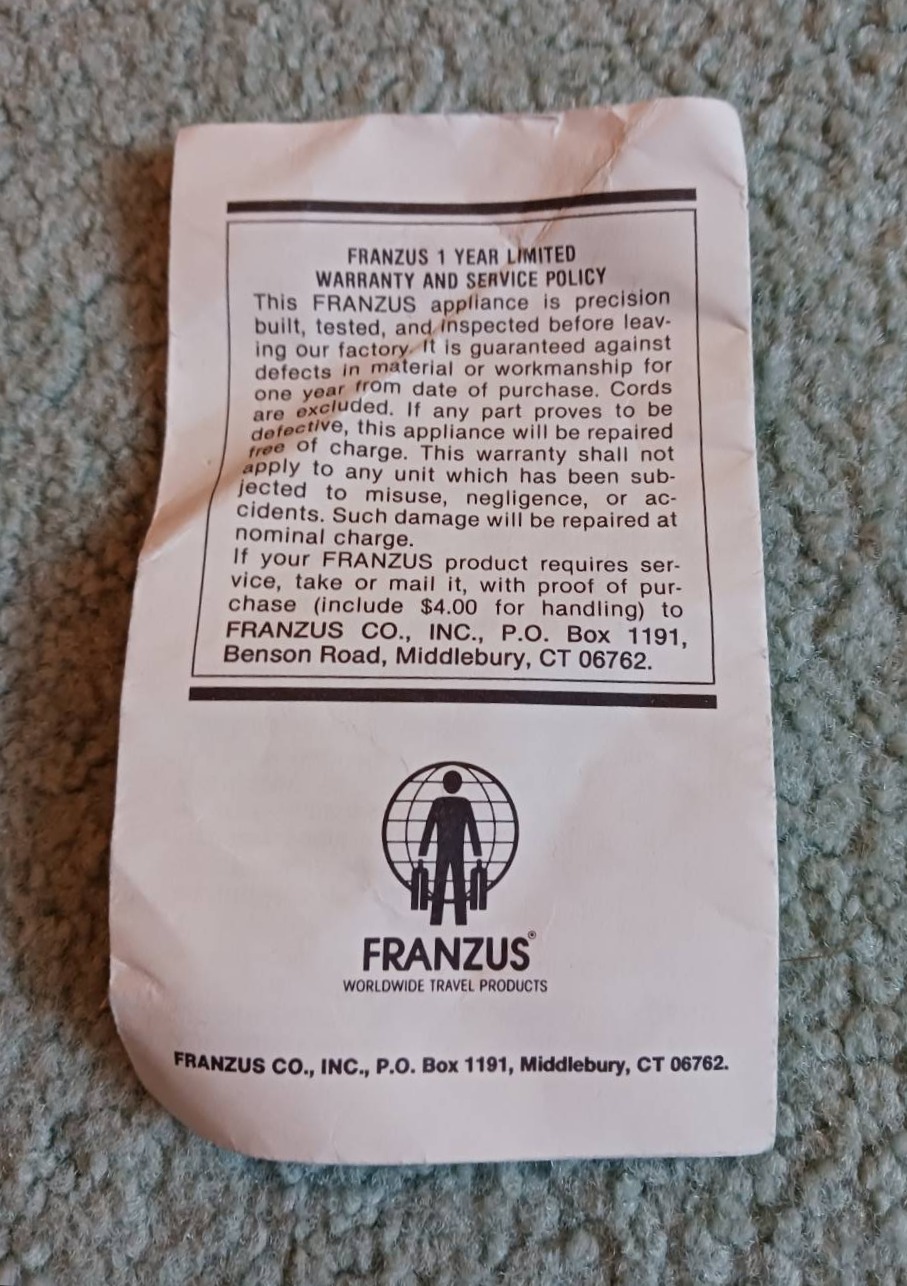 FRANZUS 1 YEAR LIMITED
WARRANTY AND SERVICE POLICY
This FRANZUS appliance is precision
built, tested, and inspected before leav-
ing our factory. It is guaranteed against
defects in material or workmanship for
one year from date of purchase. Cords
are excluded. If any part proves to be
defective, this appliance will be repaired
free of charge. This warranty shall not
apply to any unit which has been sub-
jected to misuse, negligence, or ac-
cidents. Such damage will be repaired at
nominal charge.
If your FRANZUS product requires ser-
vice, take or mail it, with proof of pur-
chase (include $4.00 for handling) to
FRANZUS CO., INC., P.O. Box 1191,
Benson Road, Middlebury, CT 06762.
FRANZUS®
WORLDWIDE TRAVEL PRODUCTS
FRANZUS CO., INC., P.O. Box 1191, Middlebury, CT 06762.